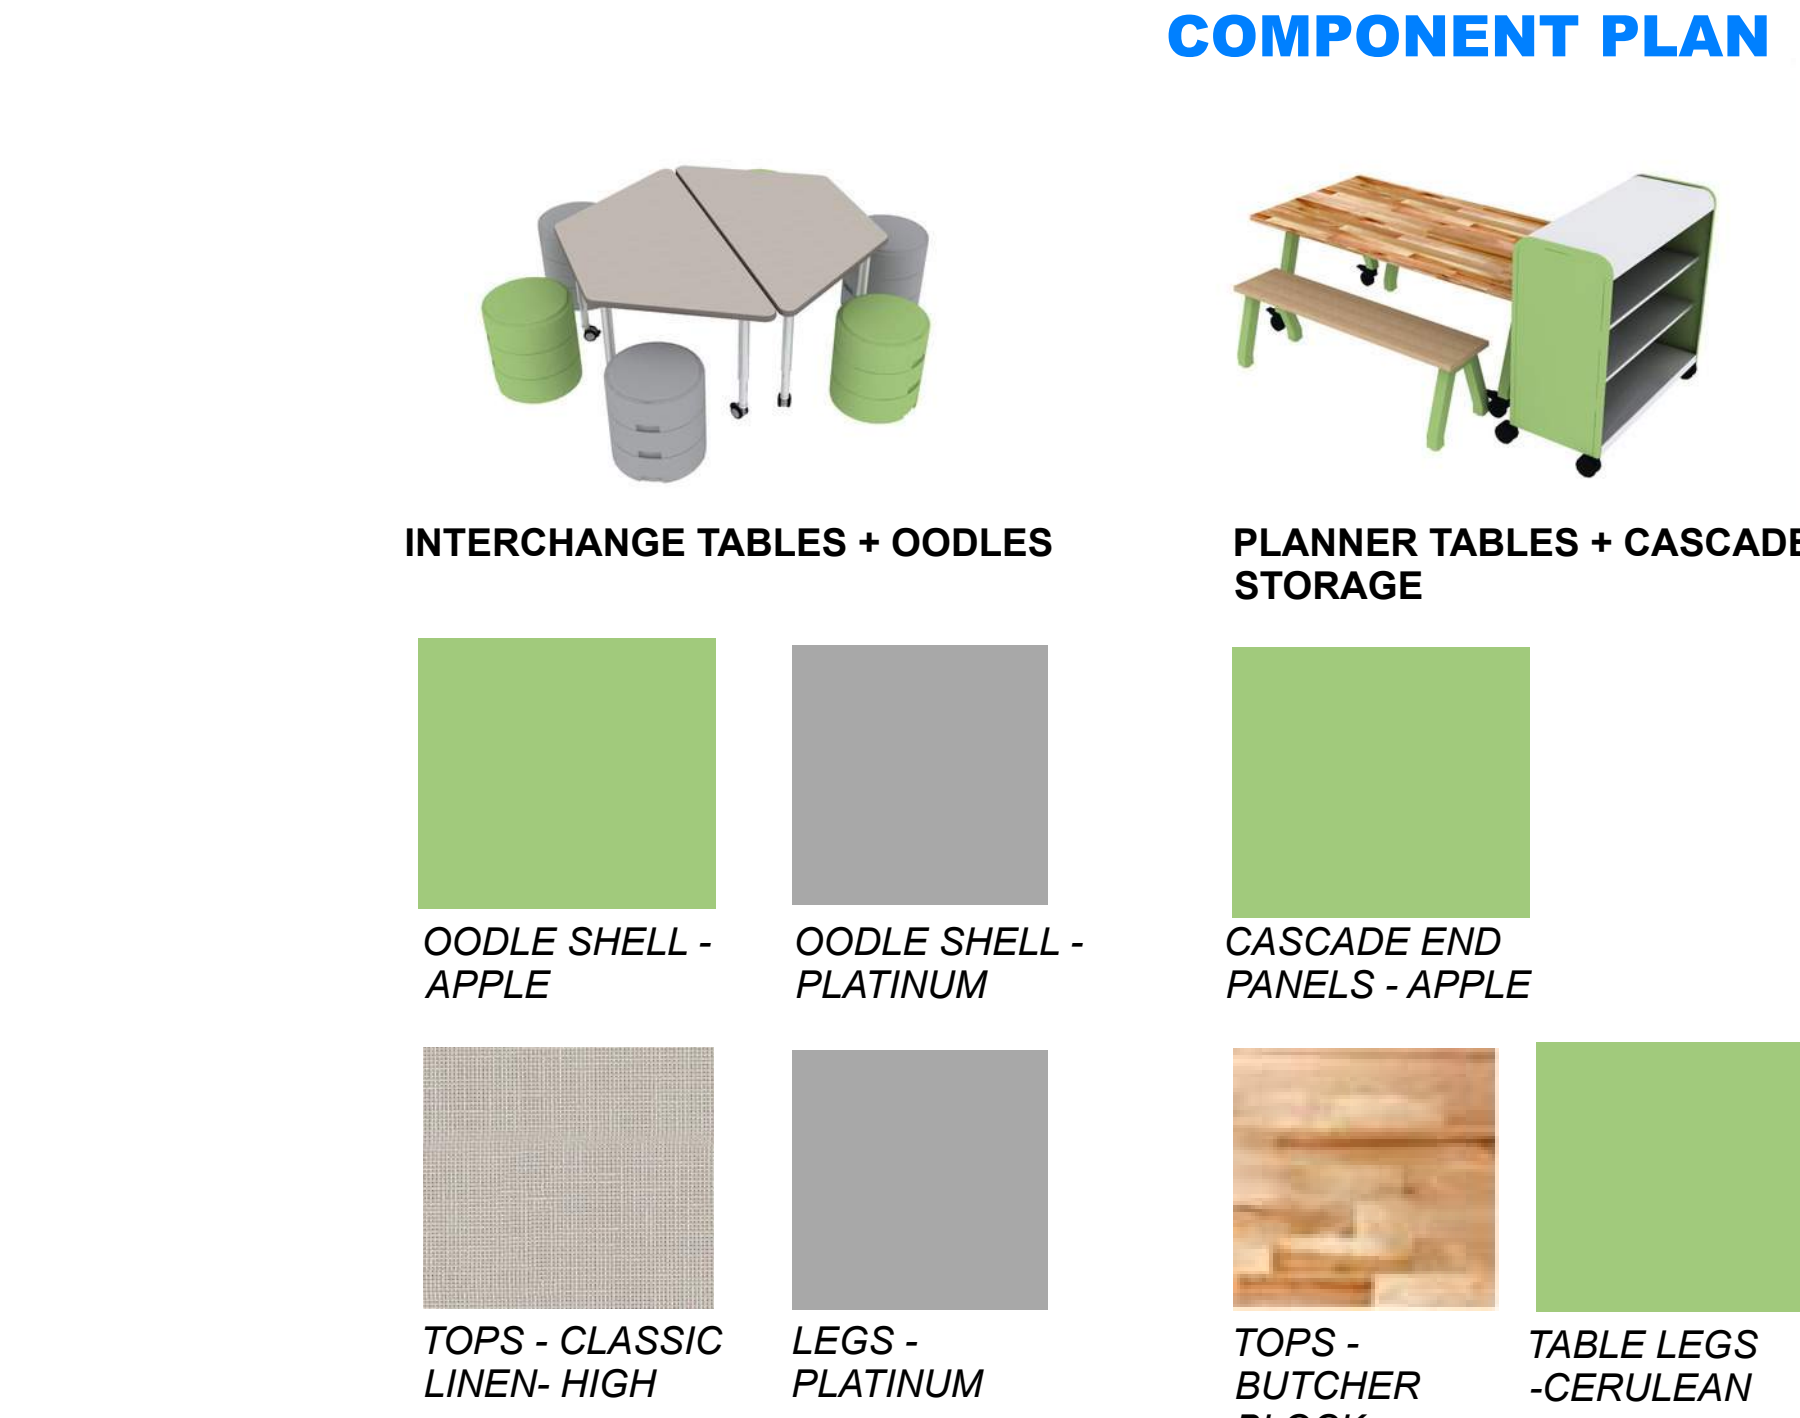 COMPONENT PLAN
INTERCHANGE TABLES + OODLES
PLANNER TABLES + CASCADE
STORAGE
OODLE SHELL -
APPLE
OODLE SHELL -
PLATINUM
CASCADE END
PANELS - APPLE
TOPS - CLASSIC
LINEN- HIGH
LEGS -
PLATINUM
TOPS -
BUTCHER
BLOCK
TABLE LEGS
-CERULEAN